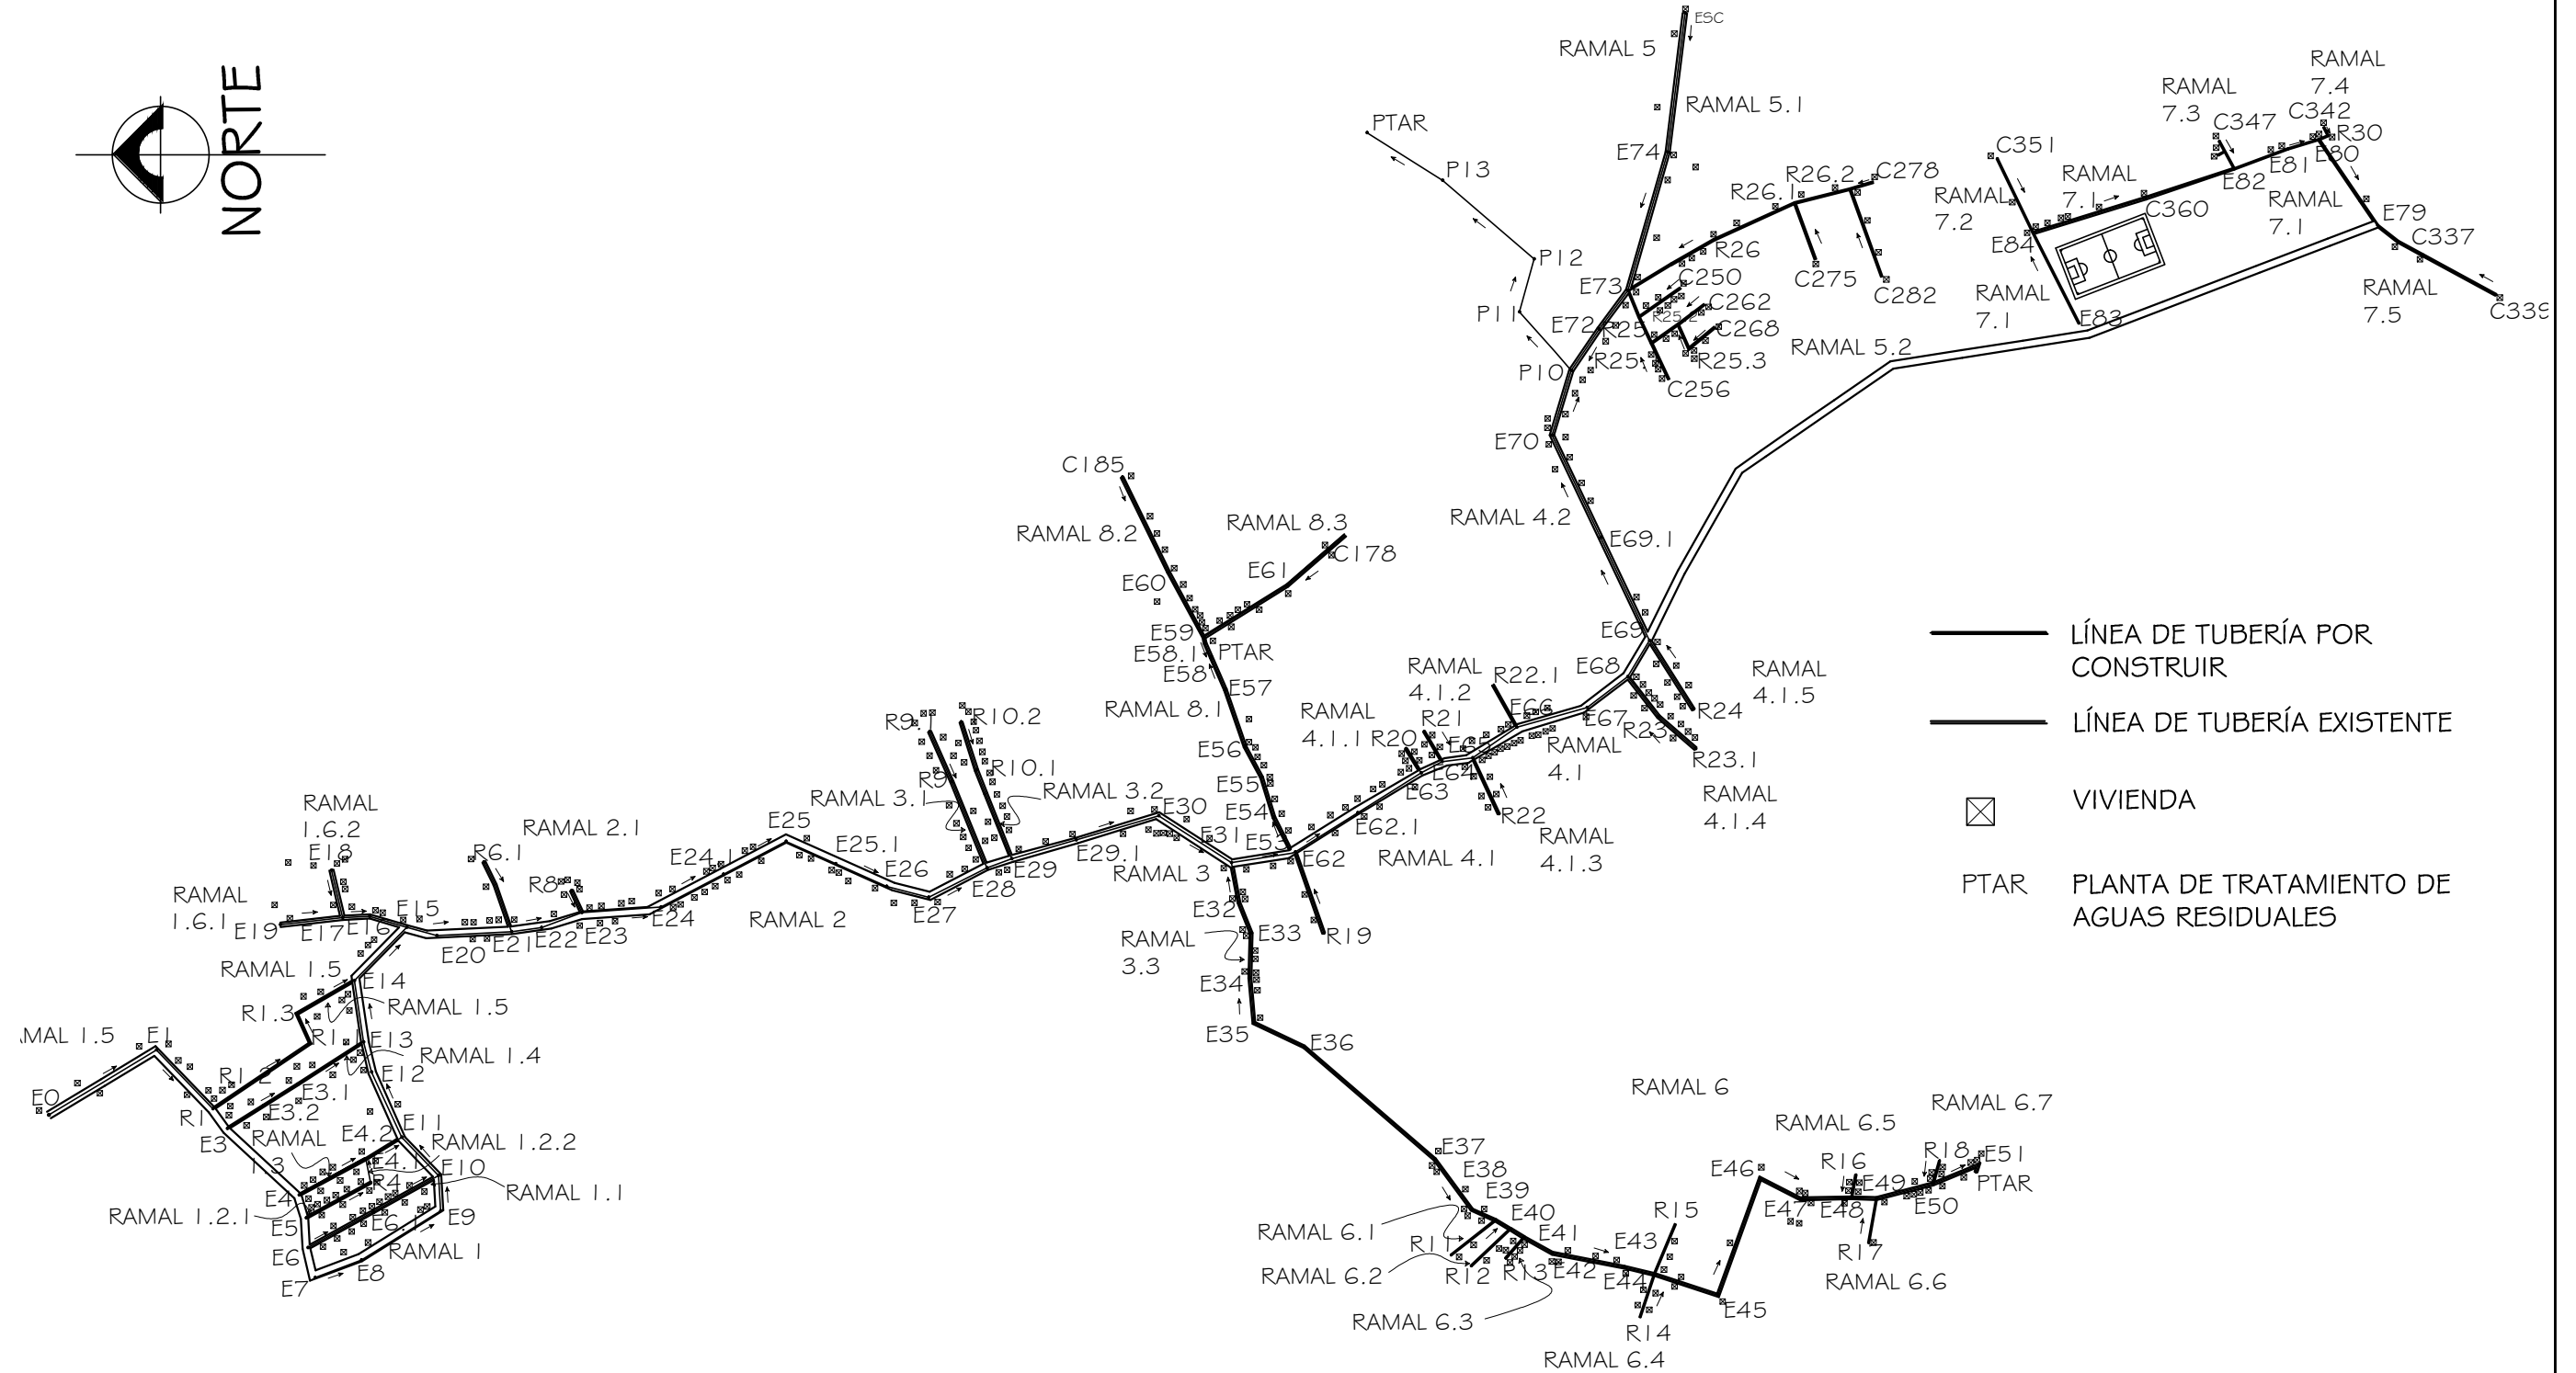 NORTE
ESC
RAMAL 5
RAMAL 5.1
PTAR
P13
P12
P11
P10
E74
E73
E72
E70
R26.1
R26.2
C278
R26
C275
C282
C250
C262
R25.2
C268
R25
R25
R25.3
C256
RAMAL 5.2
C351
RAMAL
7.2
RAMAL
7.1
RAMAL
7.3
C347
RAMAL
7.4
C342
R30
E80
E81
E82
C360
E84
RAMAL
7.1
E83
RAMAL
7.1
E79
C337
RAMAL
7.5
C339
C185
RAMAL 8.2
RAMAL 8.3
C178
E61
E60
E59
E58.1
PTAR
E58
E57
RAMAL 8.1
E56
E55
E54
E53
RAMAL 4.2
E69.1
E69
E68
RAMAL
4.1.5
R24
R23
R23.1
RAMAL
4.1.4
RAMAL
4.1.2
R22.1
E66
E67
RAMAL
4.1
RAMAL
4.1.1
R20
R21
E65
E64
E63
R22
RAMAL
4.1.3
E62.1
RAMAL 4.1
E62
R19
LÍNEA DE TUBERÍA POR
CONSTRUIR
LÍNEA DE TUBERÍA EXISTENTE
VIVIENDA
PTAR
PLANTA DE TRATAMIENTO DE
AGUAS RESIDUALES
R9.1
R10.2
R9
R10.1
RAMAL 3.1
RAMAL 3.2
E30
E31
E29.1
E29
E28
RAMAL 3
E27
E26
E25.1
E25
E24.1
E24
RAMAL 2
RAMAL 2.1
R6.1
R8
E23
E22
E21
E20
RAMAL
1.6.2
E18
RAMAL
1.6.1
E19
E17
E16
E15
RAMAL 1.5
E14
R1.3
RAMAL 1.5
R1.1
E13
RAMAL 1.4
E12
MAL 1.5
E1
E0
R1.2
R1
E3.1
E3.2
E3
RAMAL
1.3
E4.2
E11
RAMAL 1.2.2
E4.1
E10
R4
RAMAL 1.1
E4
RAMAL 1.2.1
E5
E6.1
E9
E6
RAMAL 1
E8
E7
E32
E33
RAMAL
3.3
E34
E35
E36
E37
E38
E39
E40
RAMAL 6.1
R11
E41
RAMAL 6.2
R12
R13
E42
RAMAL 6.3
E43
E44
R15
R14
RAMAL 6.4
E45
RAMAL 6
E46
RAMAL 6.5
R16
E47
E48
E49
R17
RAMAL 6.6
RAMAL 6.7
R18
E50
E51
PTAR